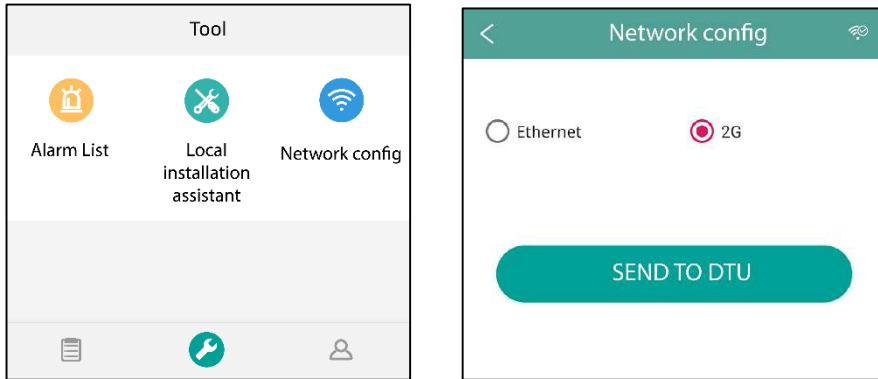 Tool
Alarm List
Local
installation
assistant
Network config
Network config
Ethernet
2G
SEND TO DTU